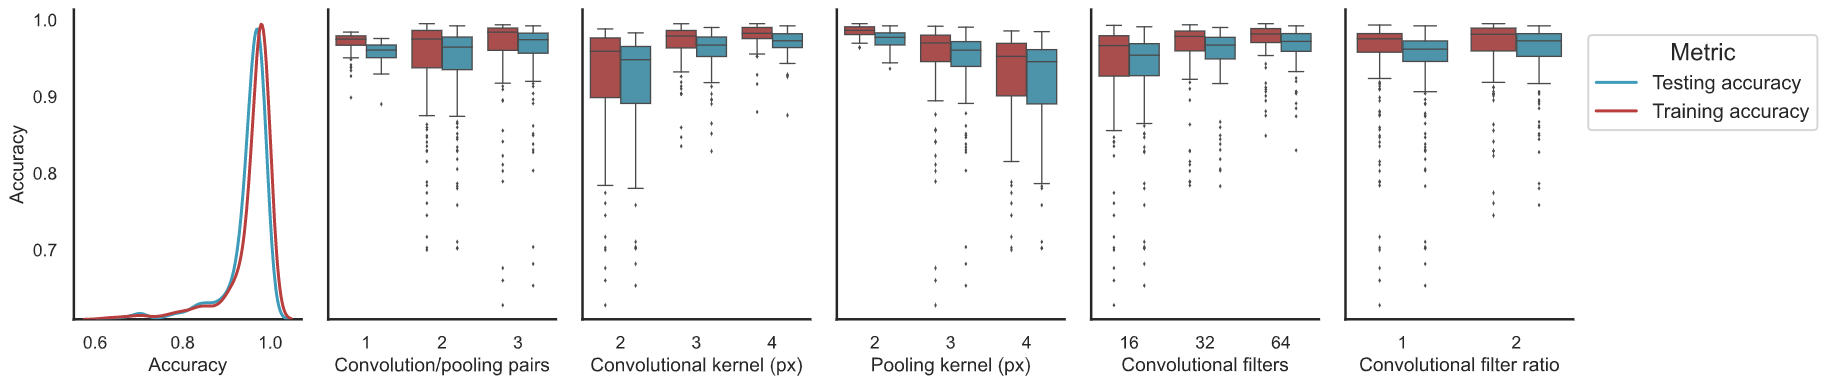 1.0
0.9
0.8
0.7
Accuracy
0.6 0.8 1.0
Accuracy
1 2 3
Convolution/pooling pairs
2 3 4
Convolutional kernel (px)
2 3 4
Pooling kernel (px)
16 32 64
Convolutional filters
1 2
Convolutional filter ratio
Metric
Testing accuracy
Training accuracy